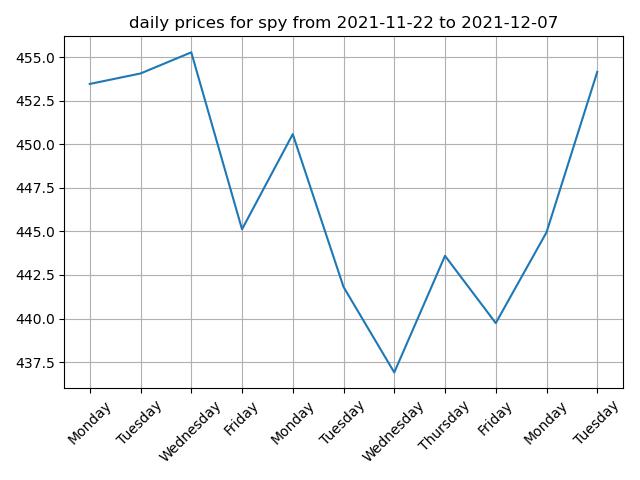 daily prices for spy from 2021-11-22 to 2021-12-07
455.0
452.5
450.0
447.5
445.0
442.5
440.0
437.5
Monday
Tuesday
Wednesday
Friday
Monday
Tuesday
Wednesday
Thursday
Friday
Monday
Tuesday